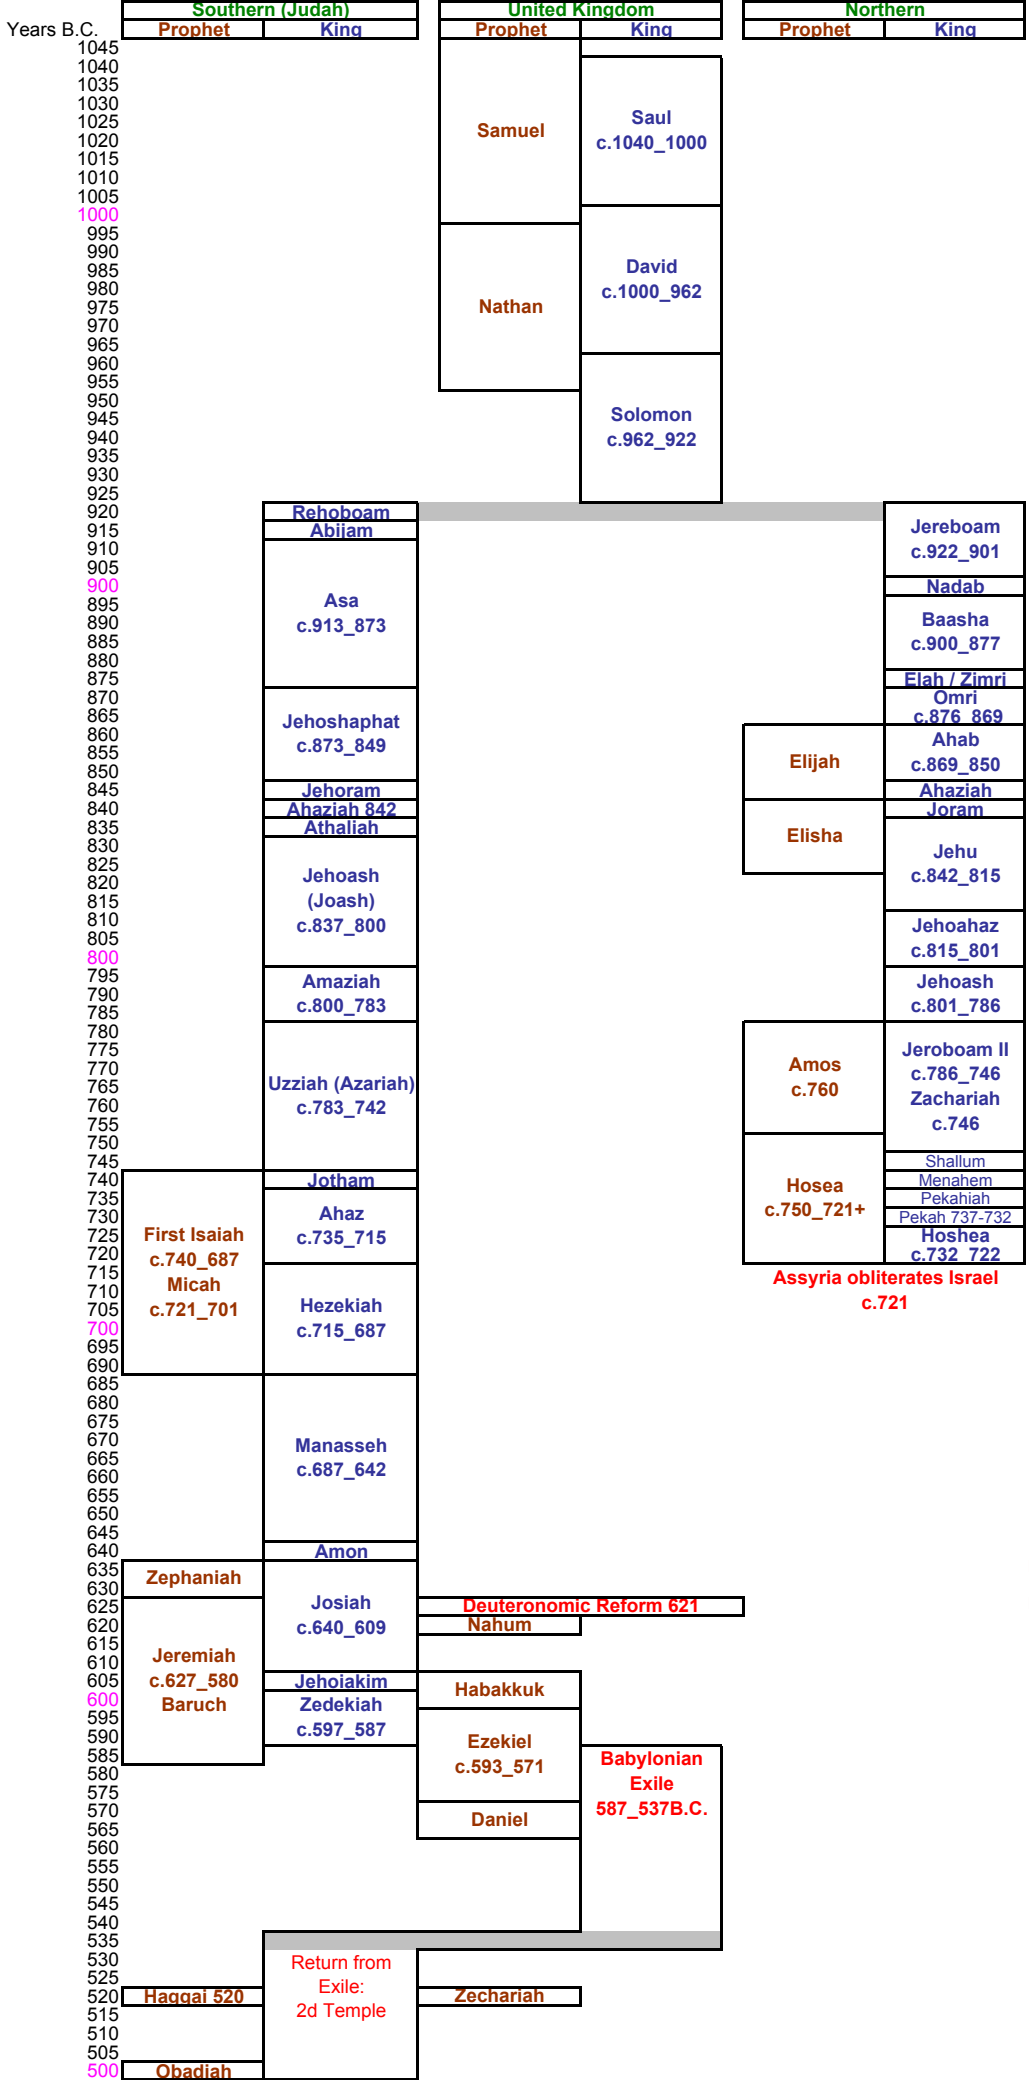 Southern (Judah) United Kingdom Northern
Years B.C. Prophet King Prophet King Prophet King
1045
1040
1035
1030
1025 Saul
1020 Samuel c.1040_1000
1015
1010
1005
1000
995
990
985 David
980 c.1000_962
975 Nathan
970
965
960
955
950
945 Solomon
940 c.962_922
935
930
925
920 Rehoboam
915 Abijam Jereboam
910 c.922_901
905
900 Nadab
895 Asa
890 c.913_873 Baasha
885 c.900_877
880
875 Elah / Zimri
870 Omri
865 Jehoshaphat c.876_869
860 c.873_849 Ahab
855 Elijah c.869_850
850
845 Jehoram Ahaziah
840 Ahaziah 842 Joram
835 Athaliah Elisha
830 Jehu
825 Jehoash c.842_815
820 (Joash)
815 c.837_800
810 Jehoahaz
805 c.815_801
800
795 Amaziah Jehoash
790 c.800_783 c.801_786
785
780
775 Jeroboam II
770 Amos c.786_746
765 Uzziah (Azariah) c.760 Zachariah
760 c.783_742 c.746
755
750
745 Shallum
740 Jotham Hosea Menahem
735 Ahaz c.750_721+ Pekahiah
730 c.735_715 Pekah 737-732
725 First Isaiah Hoshea
720 c.740_687 c.732_722
715 Micah Assyria obliterates Israel
710 c.721_701 Hezekiah c.721
705 c.715_687
700
695
690
685
680
675
670 Manasseh
665 c.687_642
660
655
650
645
640 Amon
635 Zephaniah
630 Josiah
625 c.640_609 Deuteronomic Reform 621
620 Nahum
615 Jeremiah
610 c.627_580
605 Baruch Jehoiakim Habakkuk
600 Zedekiah
595 c.597_587
590 Ezekiel
585 c.593_571 Babylonian
580 Exile
575 587_537B.C.
570 Daniel
565
560
555
550
545
540
535
530 Return from
525 Exile:
520 Haggai 520 2d Temple Zechariah
515
510
505
500 Obadiah